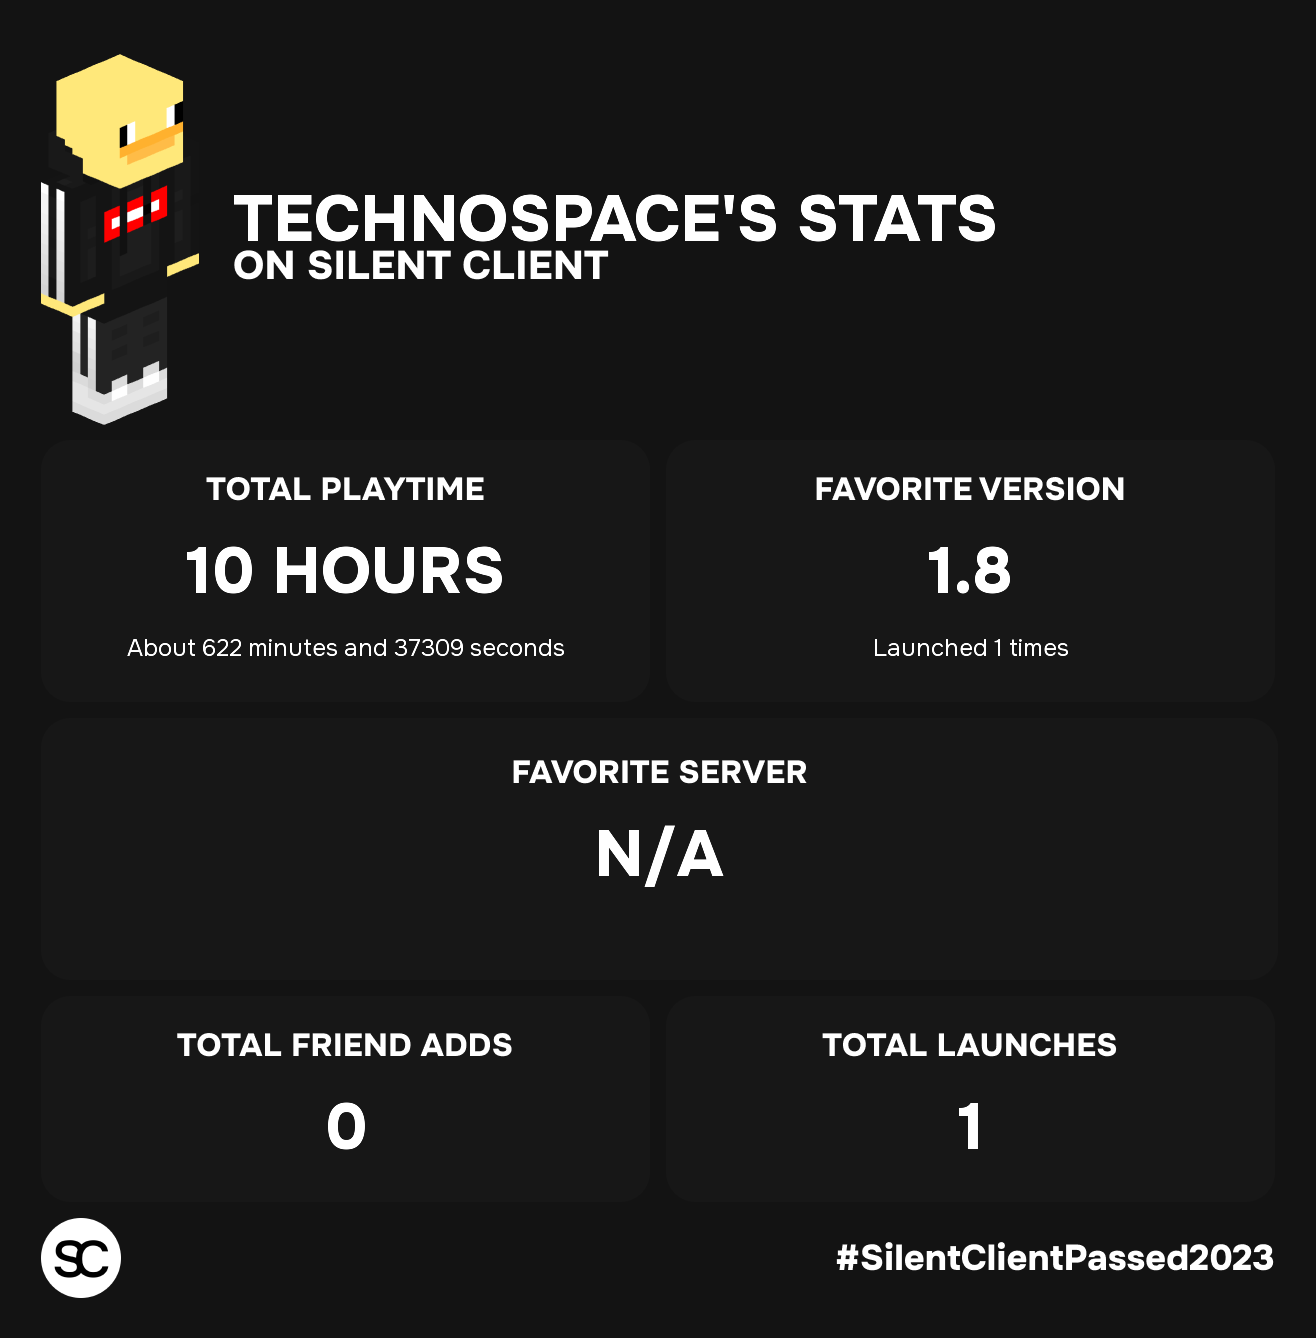 TECHNOSPACE'S STATS
ON SILENT CLIENT
TOTAL PLAYTIME
10 HOURS
About 622 minutes and 37309 seconds
FAVORITE VERSION
1.8
Launched 1 times
FAVORITE SERVER
N/A
TOTAL FRIEND ADDS
0
TOTAL LAUNCHES
1
SC
#SilentClientPassed2023